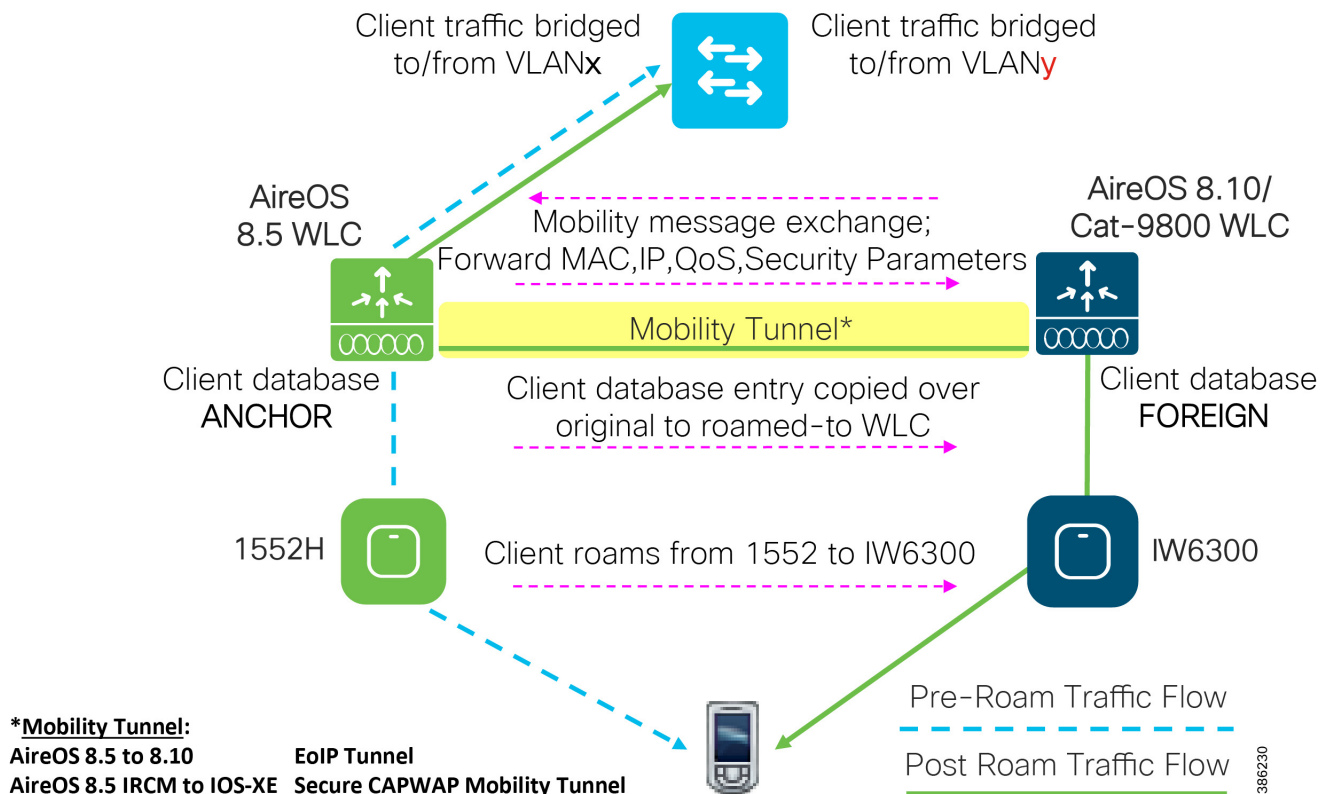 Client traffic bridged
to/from VLANx
Client traffic bridged
to/from VLANy
AireOS
8.5 WLC
AireOS 8.10/
Cat-9800 WLC
Mobility message exchange;
Forward MAC,IP,QoS,Security Parameters
Mobility Tunnel*
Client database
ANCHOR
Client database entry copied over
original to roamed-to WLC
Client database
FOREIGN
1552H
Client roams from 1552 to IW6300
IW6300
Pre-Roam Traffic Flow
Post Roam Traffic Flow
*Mobility Tunnel:
AireOS 8.5 to 8.10 EoIP Tunnel
AireOS 8.5 IRCM to IOS-XE Secure CAPWAP Mobility Tunnel
386230